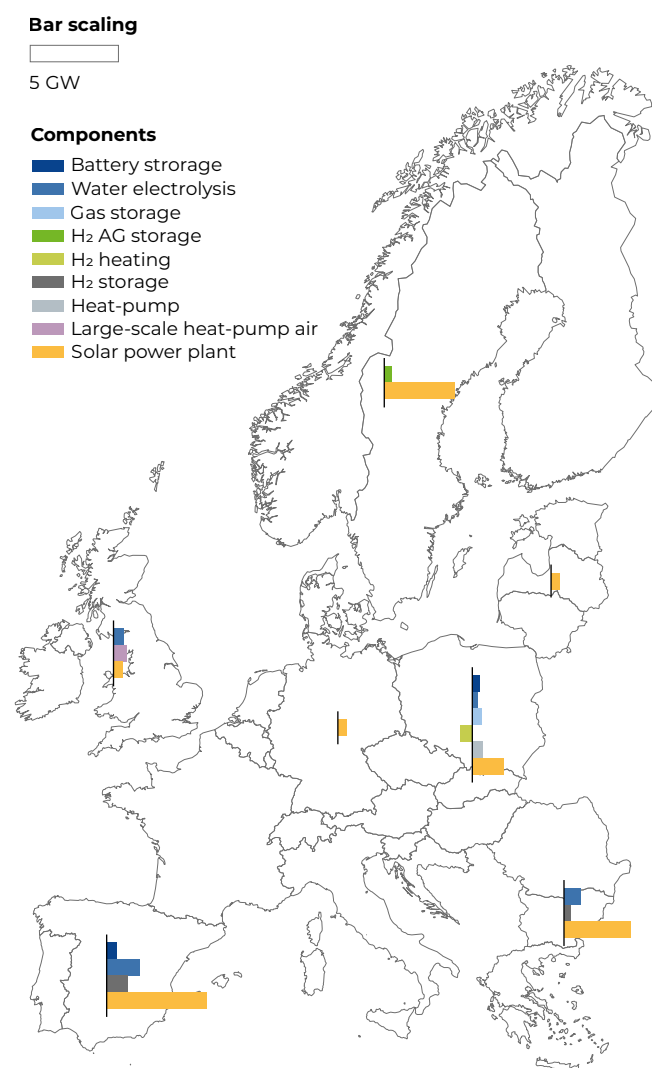 Bar scaling
5 GW
Components
Battery strorage
Water electrolysis
Gas storage
H₂ AG storage
H₂ heating
H₂ storage
Heat-pump
Large-scale heat-pump air
Solar power plant